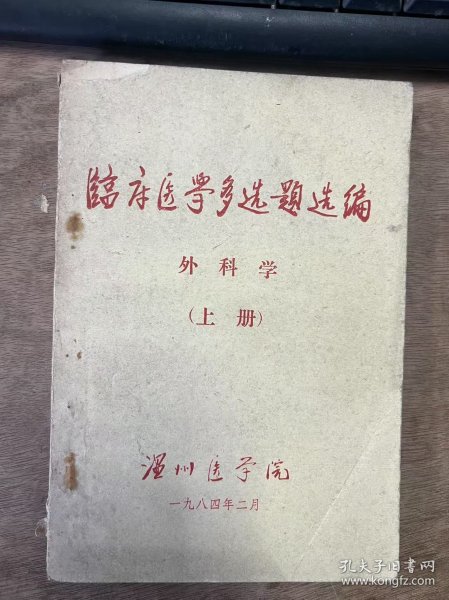 临床医学多选题选编
外科学
(上册)
温州医学院
一九八四年二月
孔夫子旧书网
www.kongfz.com